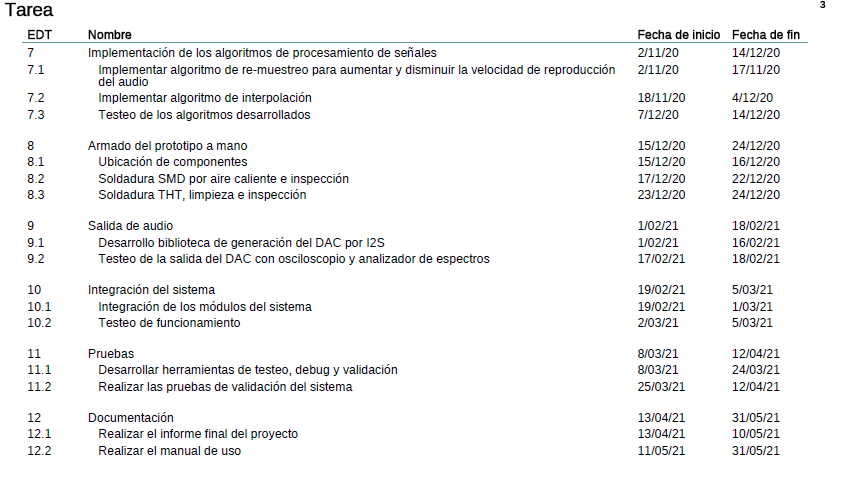 Tarea
3
EDT Nombre Fecha de inicio Fecha de fin
7 Implementación de los algoritmos de procesamiento de señales 2/11/20 14/12/20
7.1 Implementar algoritmo de re-muestreo para aumentar y disminuir la velocidad de reproducción 2/11/20 17/11/20
del audio
7.2 Implementar algoritmo de interpolación 18/11/20 4/12/20
7.3 Testeo de los algoritmos desarrollados 7/12/20 14/12/20
8 Armado del prototipo a mano 15/12/20 24/12/20
8.1 Ubicación de componentes 15/12/20 16/12/20
8.2 Soldadura SMD por aire caliente e inspección 17/12/20 22/12/20
8.3 Soldadura THT, limpieza e inspección 23/12/20 24/12/20
9 Salida de audio 1/02/21 18/02/21
9.1 Desarrollo biblioteca de generación del DAC por I2S 1/02/21 16/02/21
9.2 Testeo de la salida del DAC con osciloscopio y analizador de espectros 17/02/21 18/02/21
10 Integración del sistema 19/02/21 5/03/21
10.1 Integración de los módulos del sistema 19/02/21 1/03/21
10.2 Testeo de funcionamiento 2/03/21 5/03/21
11 Pruebas 8/03/21 12/04/21
11.1 Desarrollar herramientas de testeo, debug y validación 8/03/21 24/03/21
11.2 Realizar las pruebas de validación del sistema 25/03/21 12/04/21
12 Documentación 13/04/21 31/05/21
12.1 Realizar el informe final del proyecto 13/04/21 10/05/21
12.2 Realizar el manual de uso 11/05/21 31/05/21